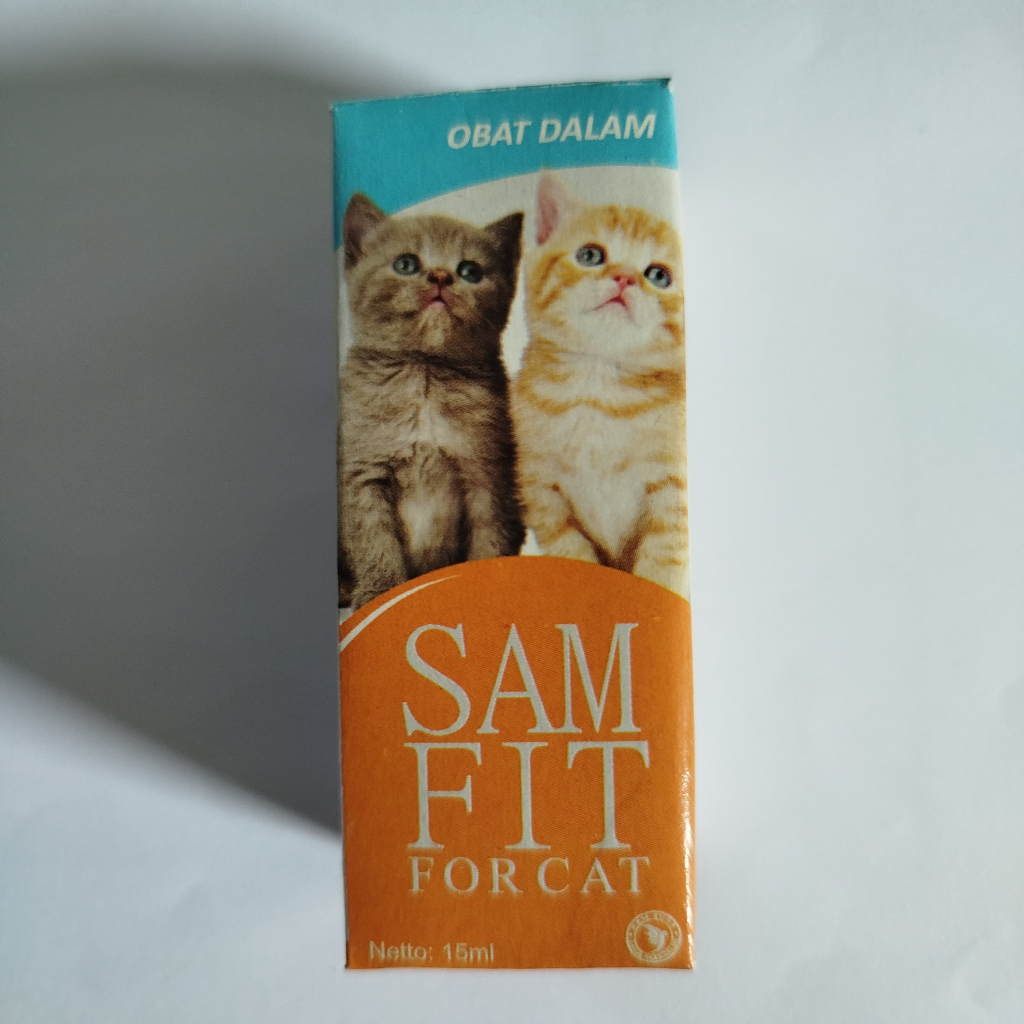 OBAT DALAM
SAM
FIT
FOR CAT
Netto: 15ml